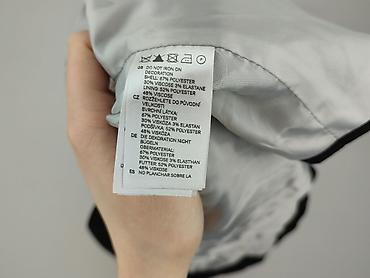 GB DO NOT IRON ON
DECORATION
SHELL: 67% POLYESTER
30% VISCOSE 3% ELASTANE
LINING: 52% POLYESTER
48% VISCOSE
CZ ROZŽEHLETE DO PŮVODNÍ
VELIKOSTI
SVRCHNÍ LÁTKA:
67% POLYESTER
30% VISKÓZA 3% ELASTAN
PODŠÍVKA: 52% POLYESTER
48% VISKÓZA
DE DIE DEKORATION NICHT
BÜGELN
OBERMATERIAL:
67% POLYESTER
30% VISKOSE 3% ELASTHAN
FUTTER: 52% POLYESTER
48% VISKOSE
ES NO PLANCHAR SOBRE LA